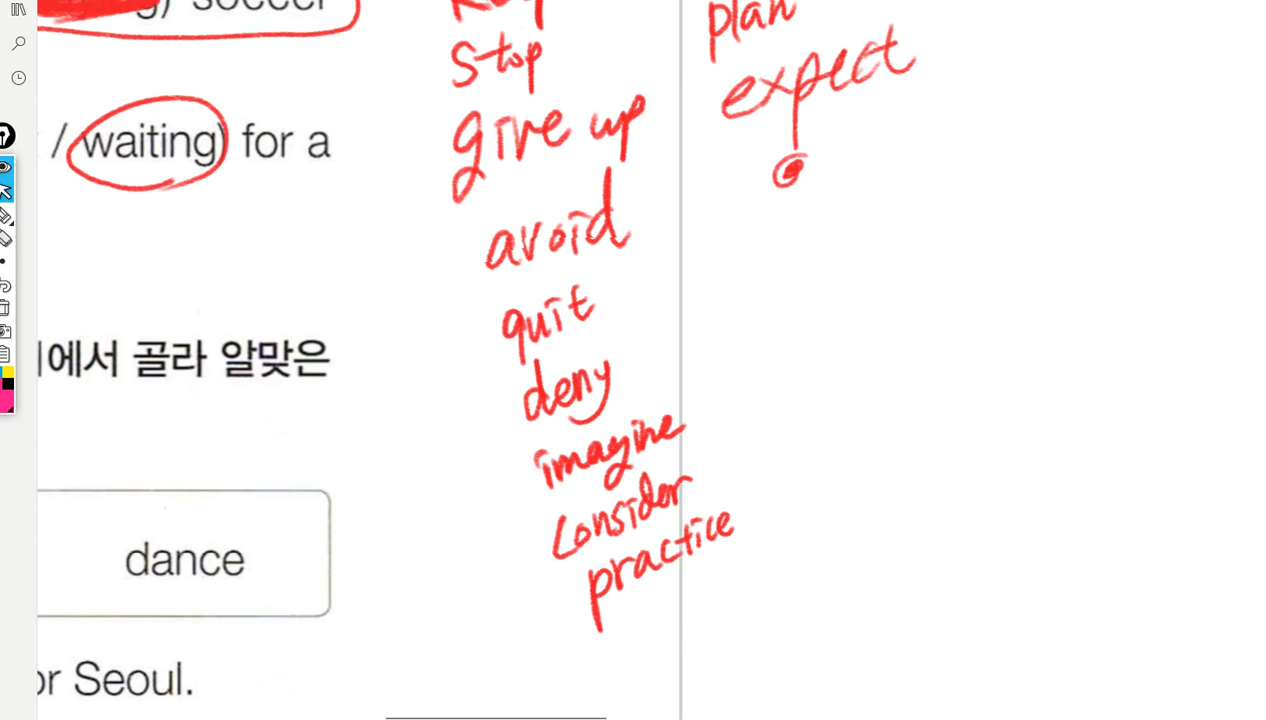 soccer
/ waiting) for a
에서 골라 알맞은
dance
or Seoul.
stop
give up
avoid
quit
deny
imagine
consider
practice
plan
expect